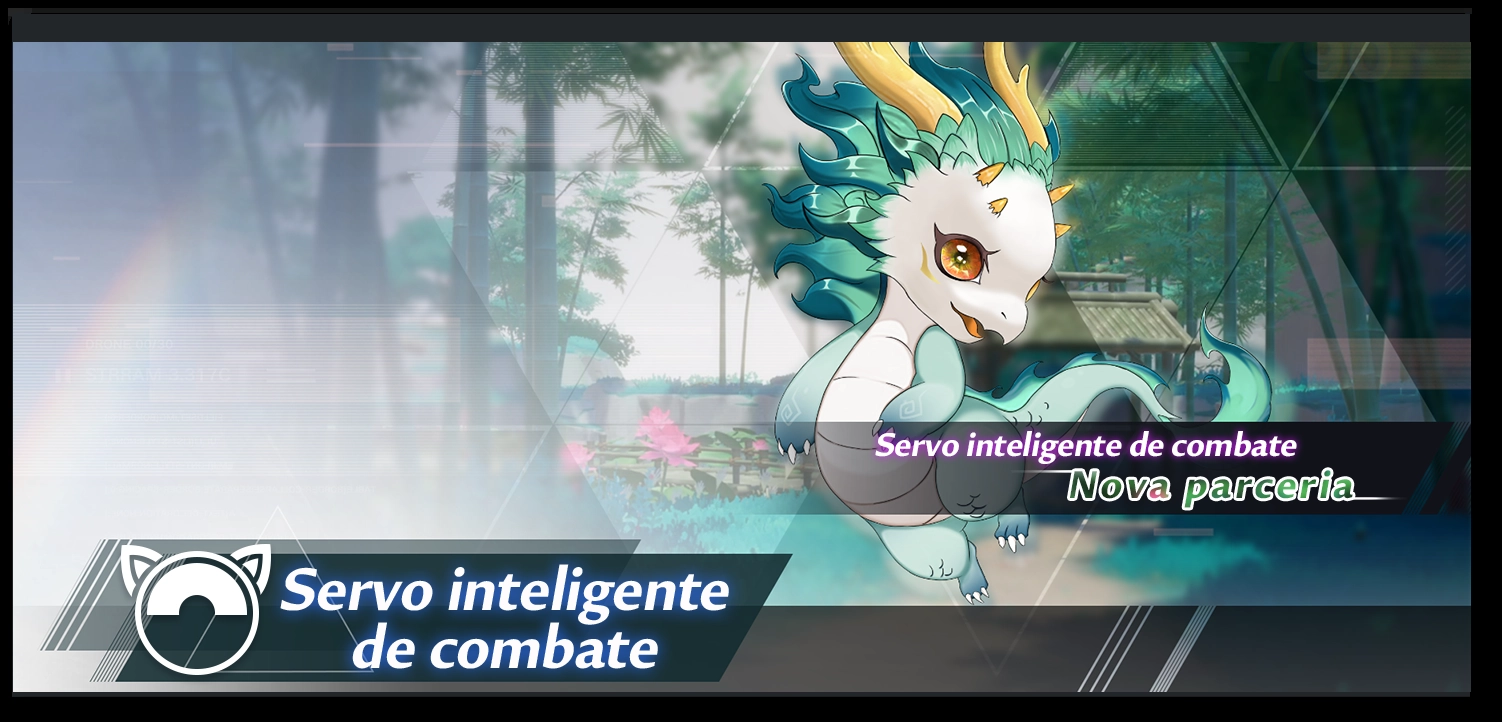 Servo inteligente de combate
Nova parceria
Servo inteligente
de combate